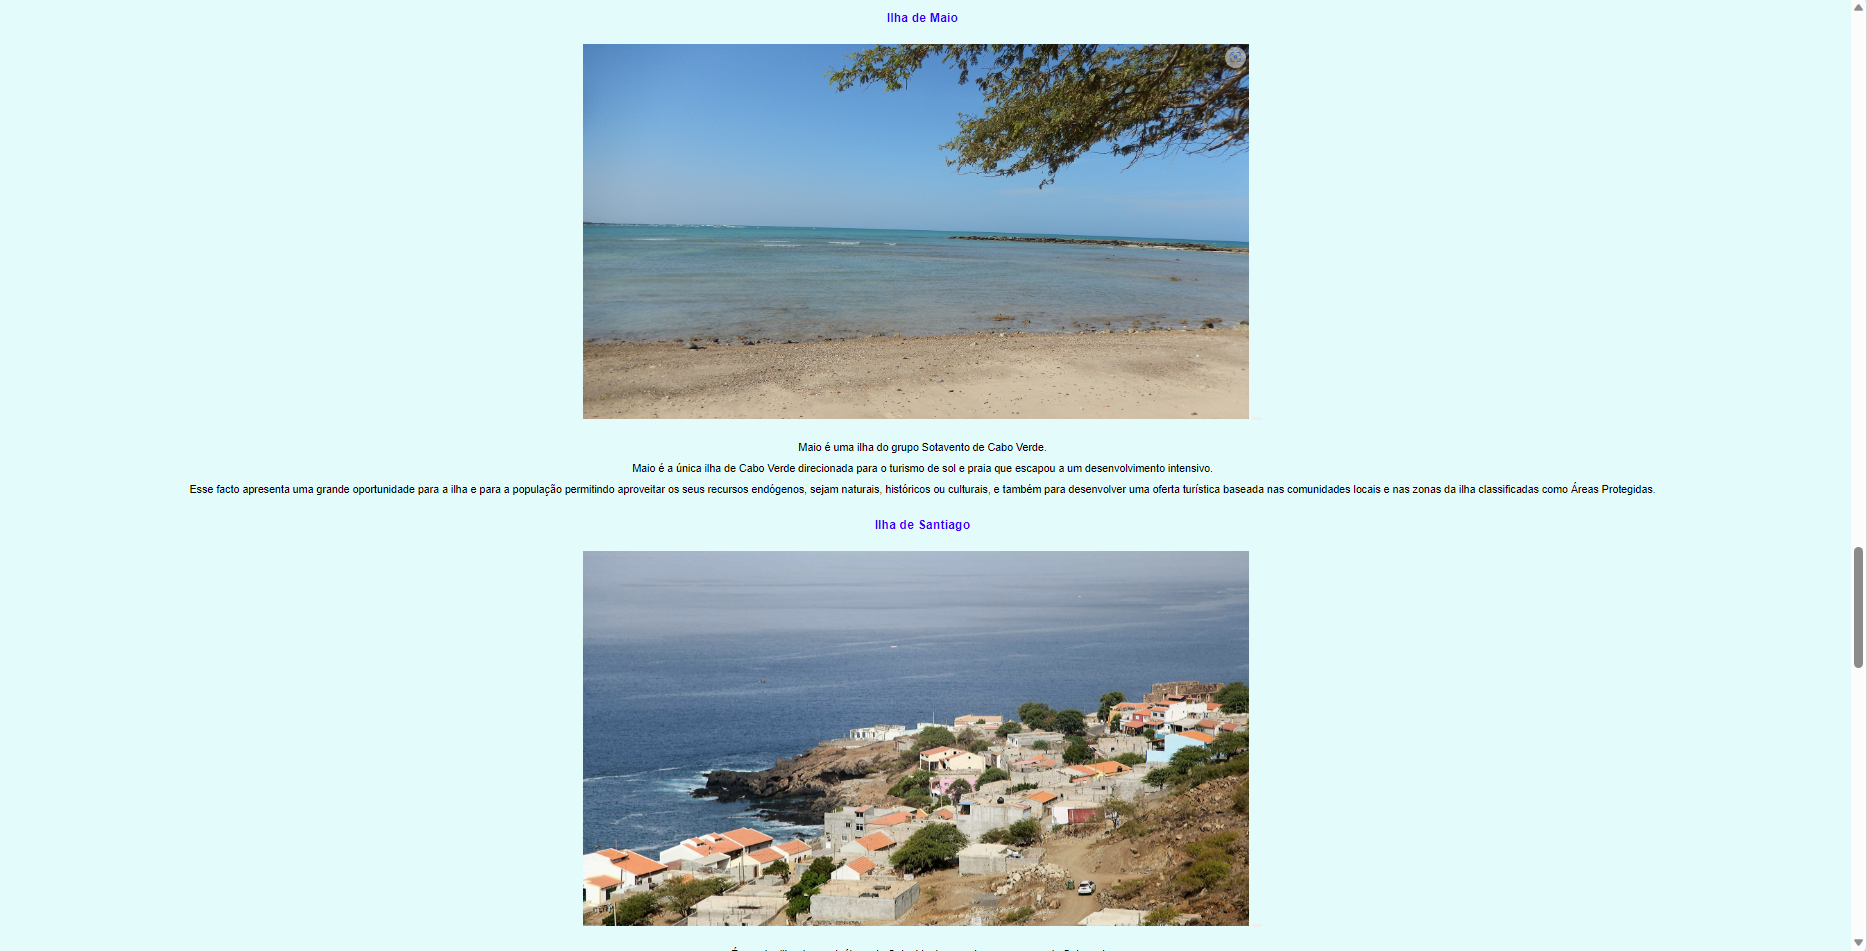 Ilha de Maio
Maio é uma ilha do grupo Sotavento de Cabo Verde.
Maio é a única ilha de Cabo Verde direcionada para o turismo de sol e praia que escapou a um desenvolvimento intensivo.
Esse facto apresenta uma grande oportunidade para a ilha e para a população permitindo aproveitar os seus recursos endógenos, sejam naturais, históricos ou culturais, e também para desenvolver uma oferta turística baseada nas comunidades locais e nas zonas da ilha classificadas como Áreas Protegidas.
Ilha de Santiago